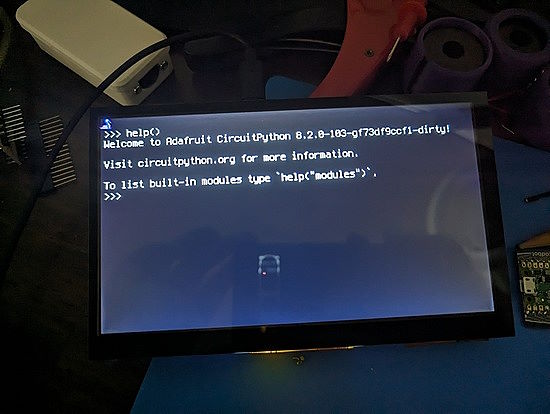 >>> help()
Welcome to Adafruit CircuitPython 8.2.0-103-gf73df9ccf1-dirty!
Visit circuitpython.org for more information.
To list built-in modules type `help("modules")`.
>>>